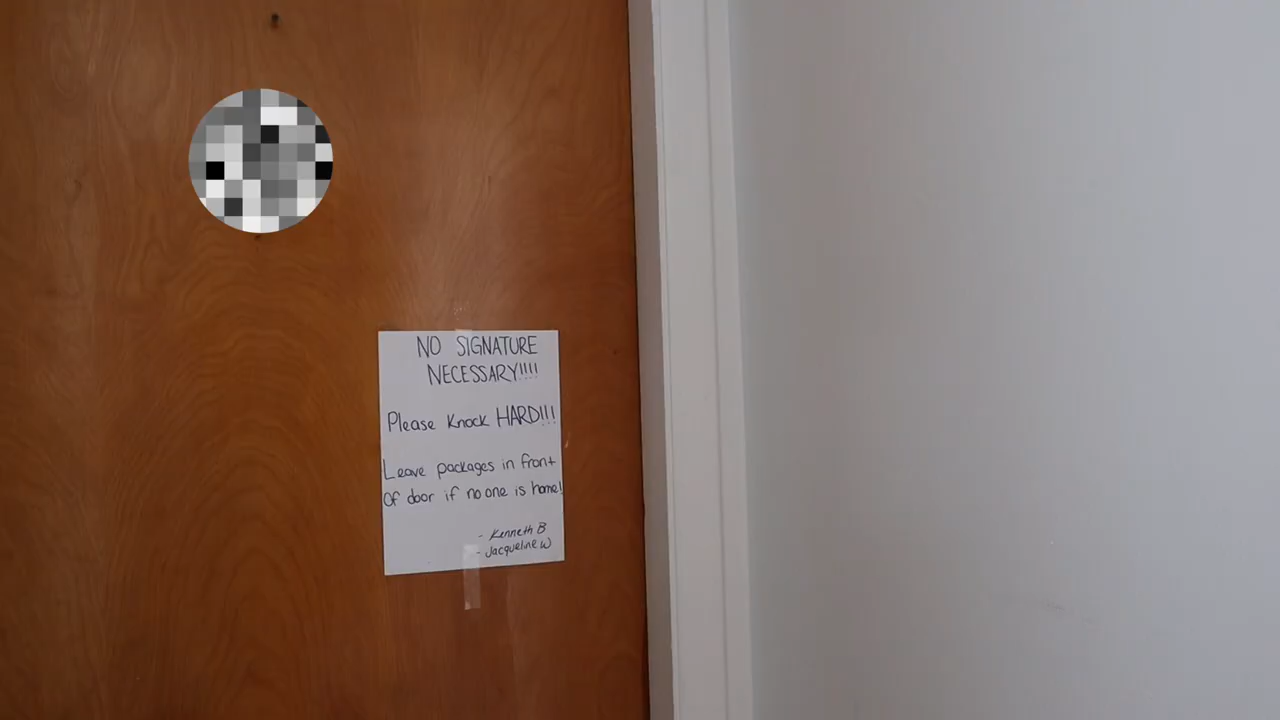 NO SIGNATURE
NECESSARY!!!!
Please Knock HARD!!!
Leave packages in front
Of door if no one is home!
- Kenneth B
- Jacqueline W